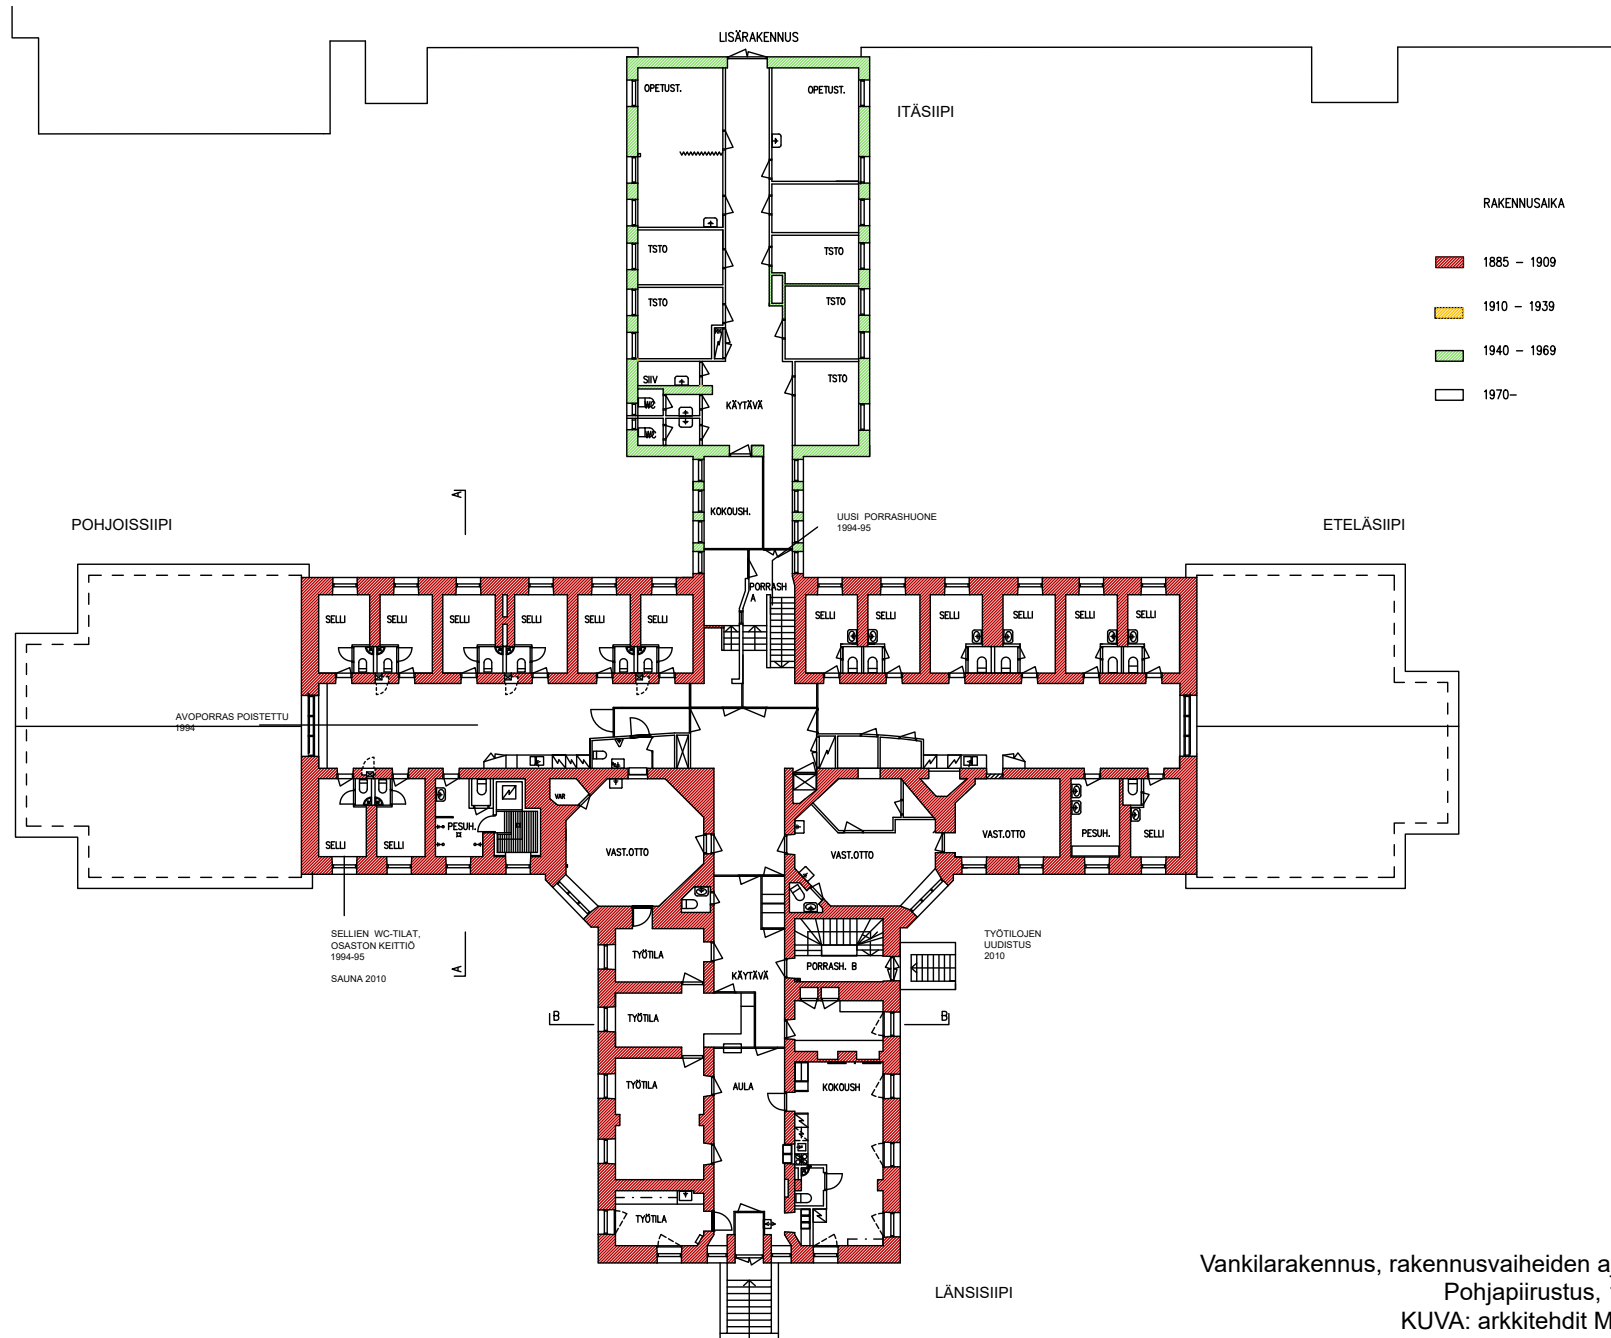 LISÄRAKENNUS
OPETUST.
OPETUST.
ITÄSIIPI
RAKENNUSAIKA
1885 – 1909
1910 – 1939
1940 – 1969
1970–
TSTO
TSTO
TSTO
TSTO
TSTO
SIIV
WC
WC
KÄYTÄVÄ
KOKOUSH.
UUSI PORRASHUONE
1994-95
POHJOISSIIPI
ETELÄSIIPI
A
PORRASH
A
SELLI
SELLI
SELLI
SELLI
SELLI
SELLI
SELLI
SELLI
SELLI
SELLI
SELLI
SELLI
AVOPORRAS POISTETTU
1994
VAR
PESUH.
SELLI
SELLI
VAST.OTTO
VAST.OTTO
VAST.OTTO
PESUH.
SELLI
SELLIEN WC-TILAT,
OSASTON KEITTIÖ
1994-95
SAUNA 2010
A
TYÖTILOJEN
UUDISTUS
2010
TYÖTILA
KÄYTÄVÄ
PORRASH. B
B
TYÖTILA
B
TYÖTILA
AULA
KOKOUSH
TYÖTILA
LÄNSISIIPI
Vankilarakennus, rakennusvaiheiden a
Pohjapiirustus,
KUVA: arkkitehdit M